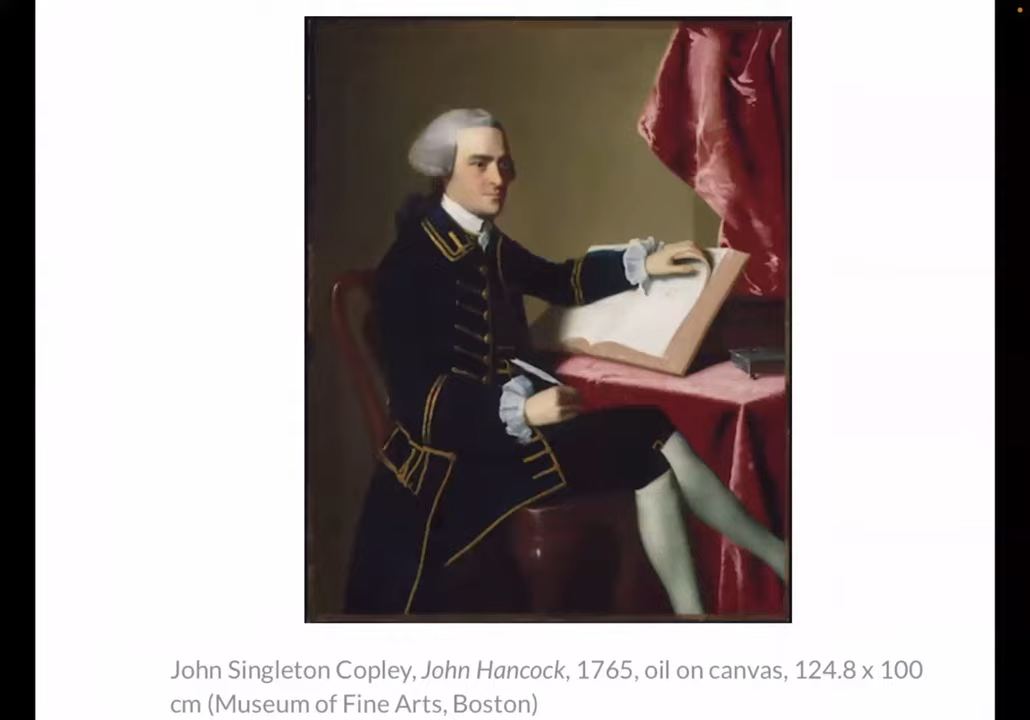 John Singleton Copley, John Hancock, 1765, oil on canvas, 124.8 x 100
cm (Museum of Fine Arts, Boston)